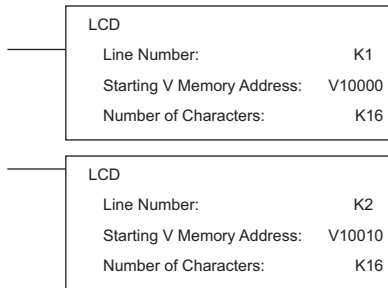 LCD
Line Number: K1
Starting V Memory Address: V10000
Number of Characters: K16
LCD
Line Number: K2
Starting V Memory Address: V10010
Number of Characters: K16